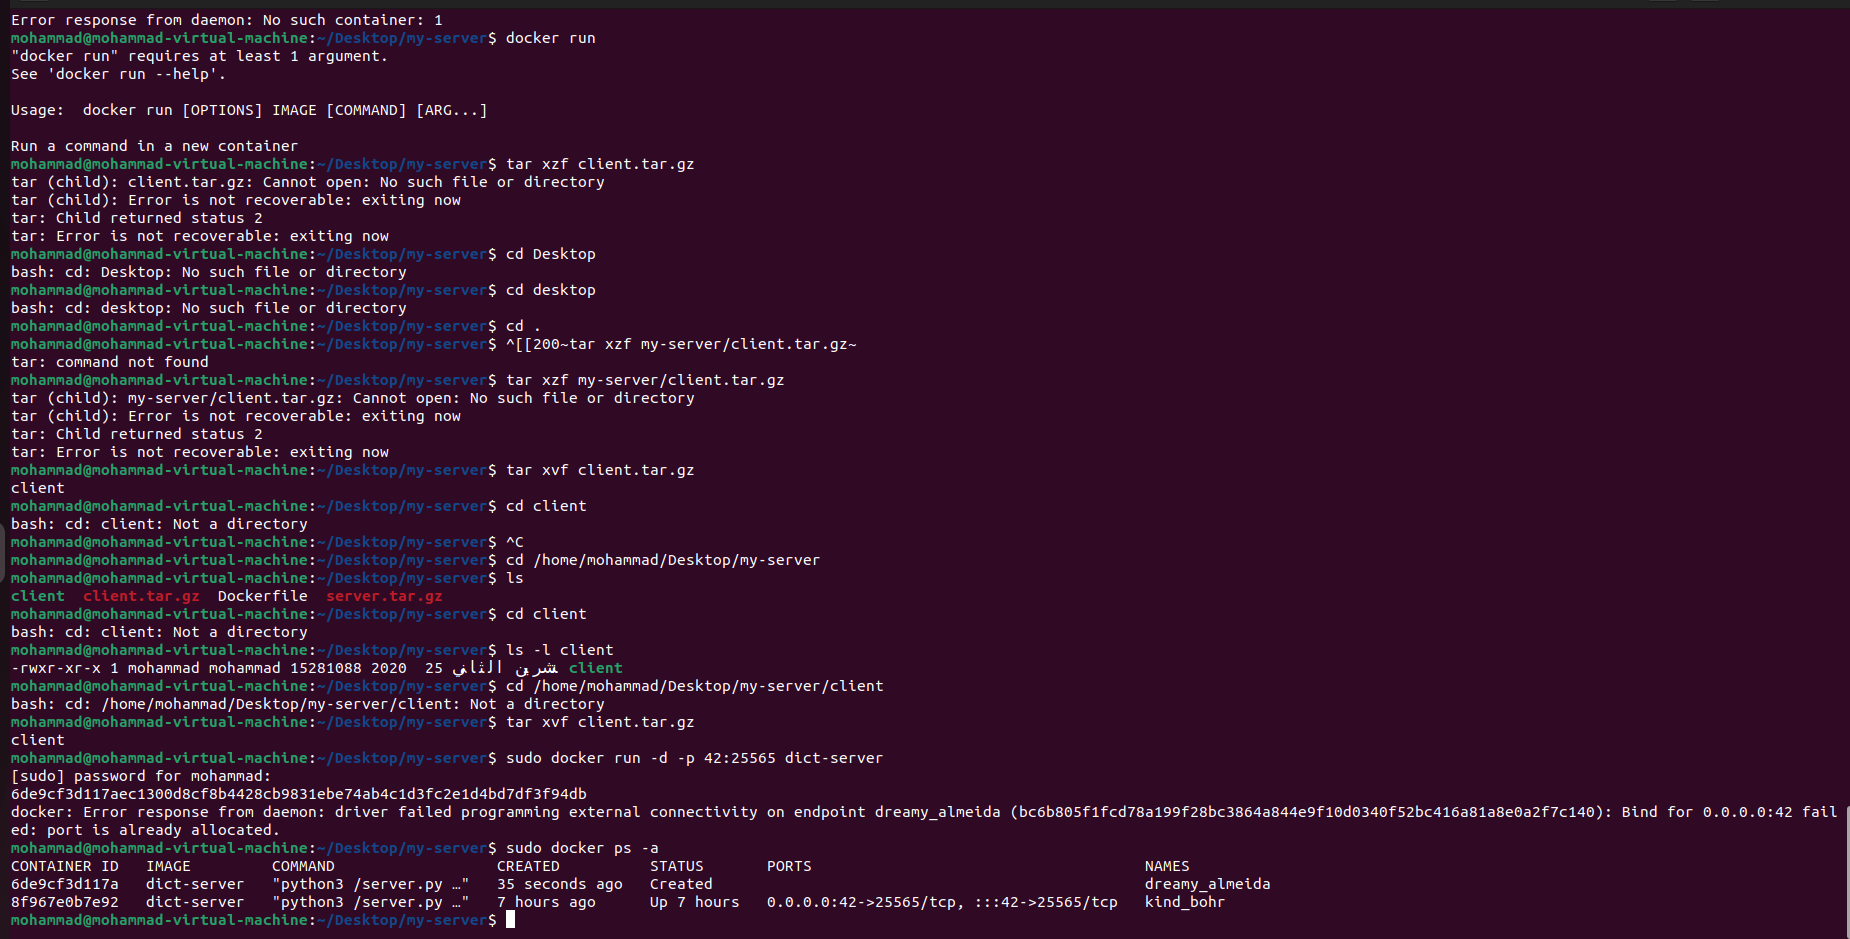 Error response from daemon: No such container: 1
mohammad@mohammad-virtual-machine:~/Desktop/my-server$ docker run
"docker run" requires at least 1 argument.
See 'docker run --help'.
Usage:  docker run [OPTIONS] IMAGE [COMMAND] [ARG...]
Run a command in a new container
mohammad@mohammad-virtual-machine:~/Desktop/my-server$ tar xzf client.tar.gz
tar (child): client.tar.gz: Cannot open: No such file or directory
tar (child): Error is not recoverable: exiting now
tar: Child returned status 2
tar: Error is not recoverable: exiting now
mohammad@mohammad-virtual-machine:~/Desktop/my-server$ cd Desktop
bash: cd: Desktop: No such file or directory
mohammad@mohammad-virtual-machine:~/Desktop/my-server$ cd desktop
bash: cd: desktop: No such file or directory
mohammad@mohammad-virtual-machine:~/Desktop/my-server$ cd .
mohammad@mohammad-virtual-machine:~/Desktop/my-server$ ^[[200~tar xzf my-server/client.tar.gz~
tar: command not found
mohammad@mohammad-virtual-machine:~/Desktop/my-server$ tar xzf my-server/client.tar.gz
tar (child): my-server/client.tar.gz: Cannot open: No such file or directory
tar (child): Error is not recoverable: exiting now
tar: Child returned status 2
tar: Error is not recoverable: exiting now
mohammad@mohammad-virtual-machine:~/Desktop/my-server$ tar xvf client.tar.gz
client
mohammad@mohammad-virtual-machine:~/Desktop/my-server$ cd client
bash: cd: client: Not a directory
mohammad@mohammad-virtual-machine:~/Desktop/my-server$ ^C
mohammad@mohammad-virtual-machine:~/Desktop/my-server$ cd /home/mohammad/Desktop/my-server
mohammad@mohammad-virtual-machine:~/Desktop/my-server$ ls
client  client.tar.gz  Dockerfile  server.tar.gz
mohammad@mohammad-virtual-machine:~/Desktop/my-server$ cd client
bash: cd: client: Not a directory
mohammad@mohammad-virtual-machine:~/Desktop/my-server$ ls -l client
-rwxr-xr-x 1 mohammad mohammad 15281088 2020  25 تشرين الثاني client
mohammad@mohammad-virtual-machine:~/Desktop/my-server$ cd /home/mohammad/Desktop/my-server/client
bash: cd: /home/mohammad/Desktop/my-server/client: Not a directory
mohammad@mohammad-virtual-machine:~/Desktop/my-server$ tar xvf client.tar.gz
client
mohammad@mohammad-virtual-machine:~/Desktop/my-server$ sudo docker run -d -p 42:25565 dict-server
[sudo] password for mohammad:
6de9cf3d117aec1300d8cf8b4428cb9831ebe74ab4c1d3fc2e1d4bd7df3f94db
docker: Error response from daemon: driver failed programming external connectivity on endpoint dreamy_almeida (bc6b805f1fcd78a199f28bc3864a844e9f10d0340f52bc416a81a8e0a2f7c140): Bind for 0.0.0.0:42 fail
ed: port is already allocated.
mohammad@mohammad-virtual-machine:~/Desktop/my-server$ sudo docker ps -a
CONTAINER ID   IMAGE         COMMAND                  CREATED          STATUS       PORTS                                     NAMES
6de9cf3d117a   dict-server   "python3 /server.py …"   35 seconds ago   Created                                                dreamy_almeida
8f967e0b7e92   dict-server   "python3 /server.py …"   7 hours ago      Up 7 hours   0.0.0.0:42->25565/tcp, :::42->25565/tcp   kind_bohr
mohammad@mohammad-virtual-machine:~/Desktop/my-server$